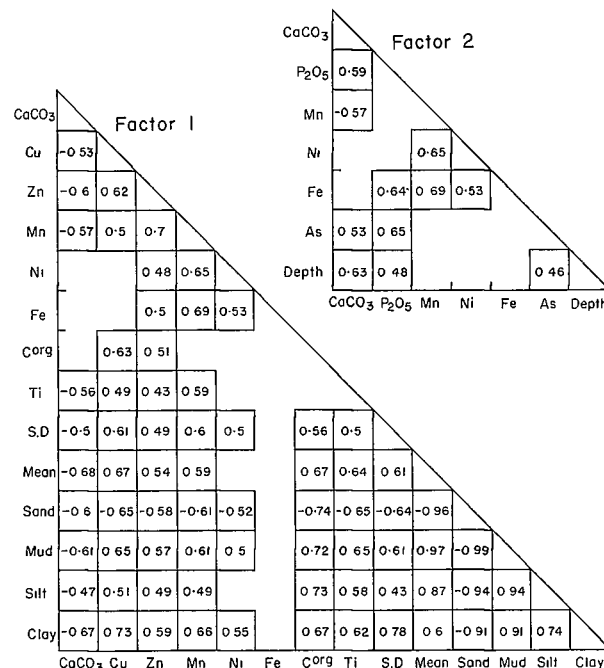 CaCO3
Factor 2
P2O5 0·59
Mn -0·57
Ni 0·65
Fe 0·64 0 69 0·53
As 0 53 0 65
Depth 0·63 0 48 0 46
CaCO3 P2O5 Mn Ni Fe As Depth
CaCO3
Factor 1
Cu -0 53
Zn -0·6 0 62
Mn -0·57 0·5 0·7
Ni 0 48 0·65
Fe 0·5 0·69 0·53
Corg 0·63 0 51
Ti -0·56 0 49 0 43 0·59
S.D -0·5 0·61 0 49 0·6 0·5 0·56 0·5
Mean -0·68 0·67 0 54 0·59 0 67 0·64 0 61
Sand -0·6 -0·65 -0·58 -0·61 -0·52 -0·74 -0·65 -0·64 -0·96
Mud -0·61 0·65 0·57 0·61 0·5 0·72 0·65 0·61 0·97 -0·99
Silt -0·47 0·51 0·49 0·49 0·73 0·58 0·43 0·87 -0·94 0·94
Clay -0·67 0·73 0·59 0·66 0·55 0·67 0·62 0·78 0·6 -0·91 0·91 0·74
CaCO3 Cu Zn Mn Ni Fe Corg Ti S.D Mean Sand Mud Silt Clay